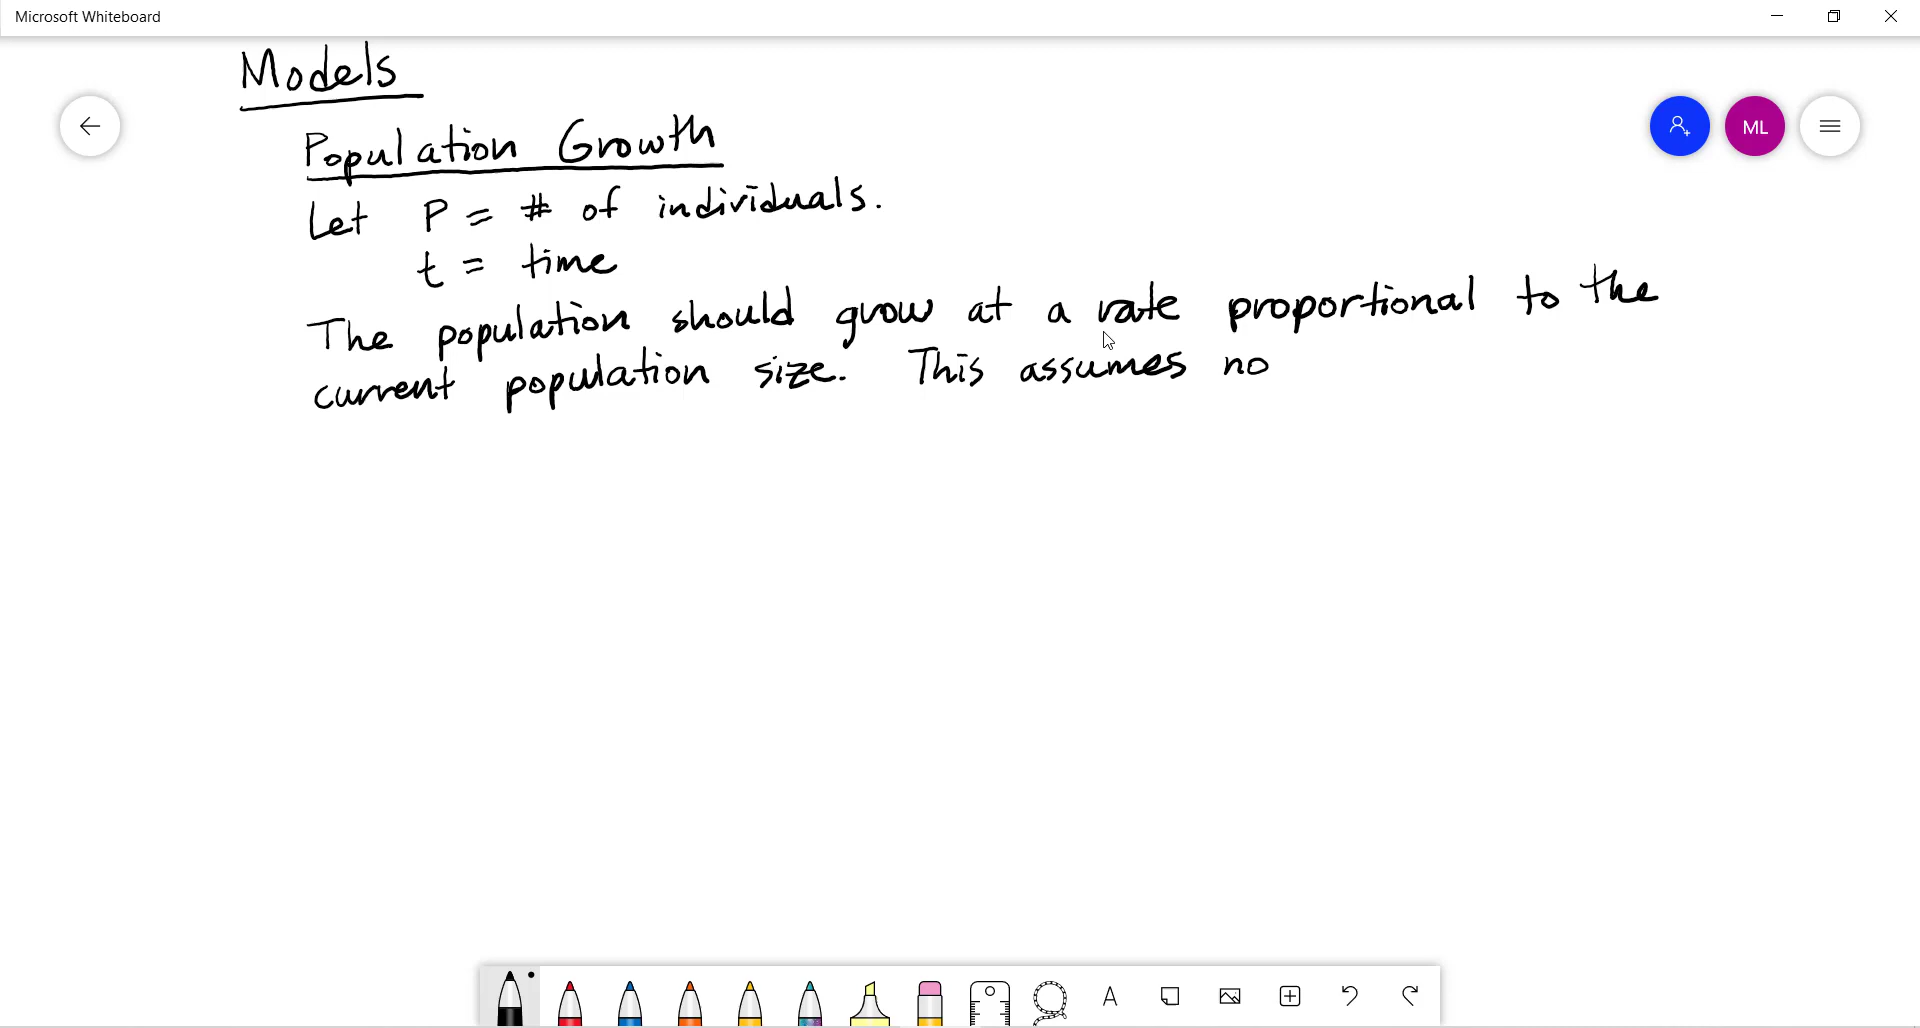 Microsoft Whiteboard
Models
ML
Population Growth
Let P = # of individuals.
t = time
The population should grow at a rate proportional to the
current population size. This assumes no
A